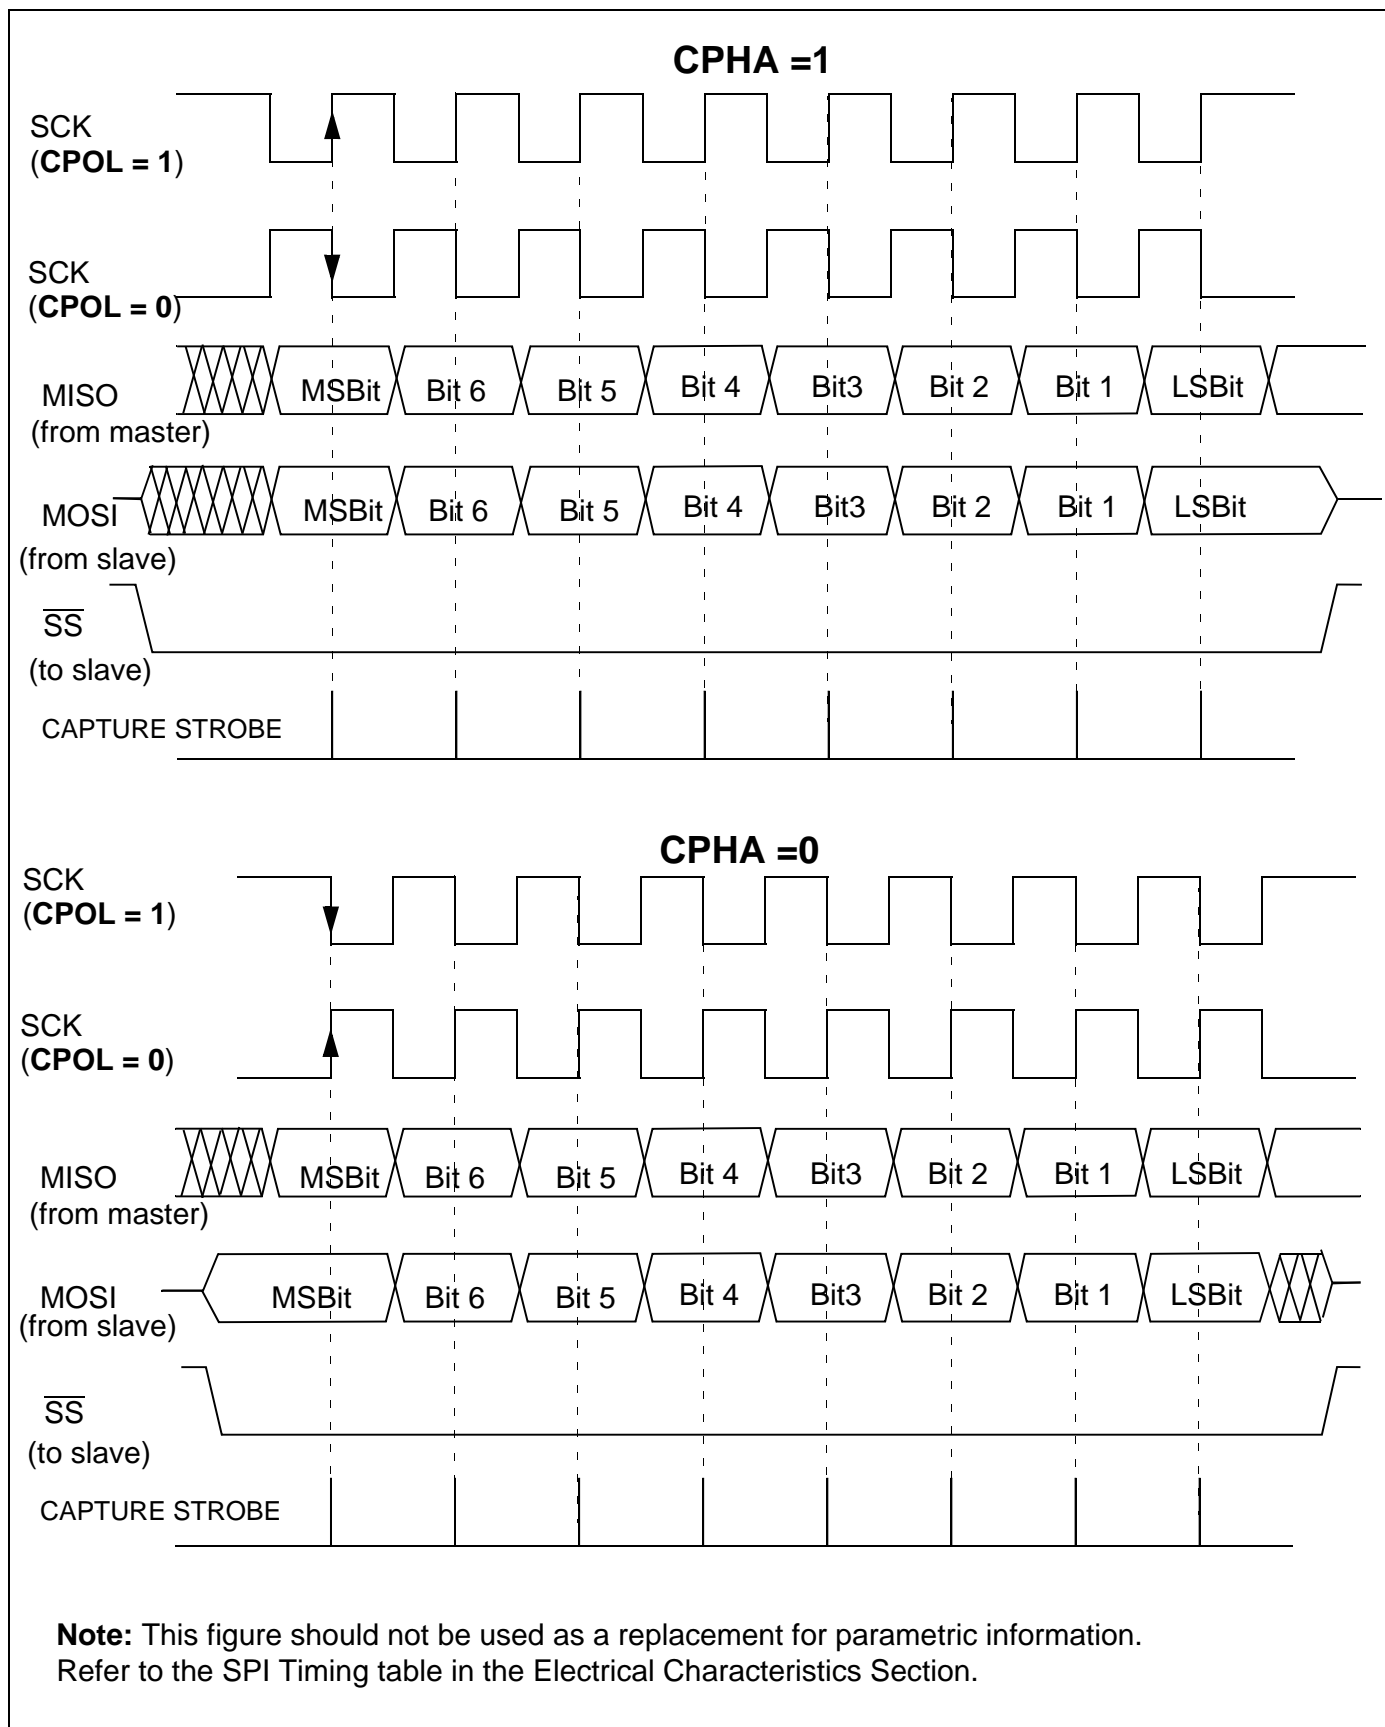 CPHA =1
SCK
(CPOL = 1)
SCK
(CPOL = 0)
MISO
(from master)
MSBit Bit 6 Bit 5 Bit 4 Bit3 Bit 2 Bit 1 LSBit
MOSI
(from slave)
MSBit Bit 6 Bit 5 Bit 4 Bit3 Bit 2 Bit 1 LSBit
SS
(to slave)
CAPTURE STROBE
CPHA =0
SCK
(CPOL = 1)
SCK
(CPOL = 0)
MISO
(from master)
MSBit Bit 6 Bit 5 Bit 4 Bit3 Bit 2 Bit 1 LSBit
MOSI
(from slave)
MSBit Bit 6 Bit 5 Bit 4 Bit3 Bit 2 Bit 1 LSBit
SS
(to slave)
CAPTURE STROBE
Note: This figure should not be used as a replacement for parametric information.
Refer to the SPI Timing table in the Electrical Characteristics Section.